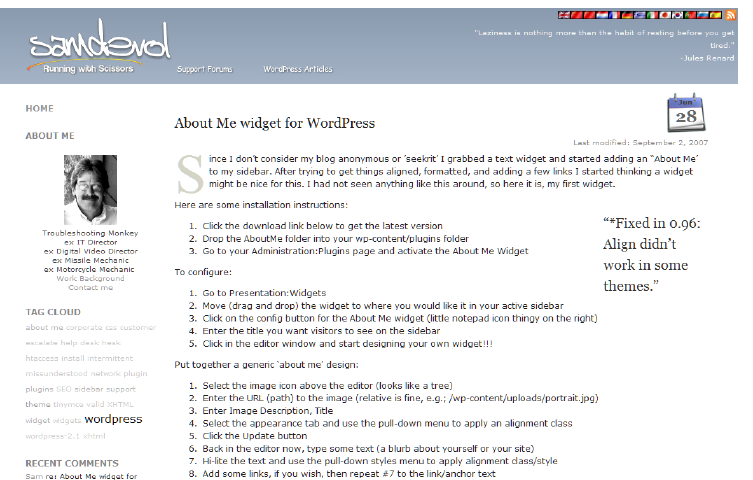 samdevol
Running with Scissors
Support Forums
WordPress Articles
"Laziness is nothing more than the habit of resting before you get
tired."
-Jules Renard
HOME
ABOUT ME
Troubleshooting Monkey
ex IT Director
ex Digital Video Director
ex Missile Mechanic
ex Motorcycle Mechanic
Work Background
Contact me
TAG CLOUD
about me corporate css customer
escalate help desk hesk
htaccess install intermittent
missunderstood network plugin
plugins SEO sidebar support
theme tinymce valid XHTML
widget widgets wordpress
wordpress-2.1 xhtml
RECENT COMMENTS
Sam re: About Me widget for
About Me widget for WordPress
Jun
28
Last modified: September 2, 2007
Since I don't consider my blog anonymous or 'seekrit' I grabbed a text widget and started adding an "About Me"
to my sidebar. After trying to get things aligned, formatted, and adding a few links I started thinking a widget
might be nice for this. I had not seen anything like this around, so here it is, my first widget.
Here are some installation instructions:
1. Click the download link below to get the latest version
2. Drop the AboutMe folder into your wp-content/plugins folder
3. Go to your Administration:Plugins page and activate the About Me Widget
"*Fixed in 0.96:
Align didn't
work in some
themes."
To configure:
1. Go to Presentation:Widgets
2. Move (drag and drop) the widget to where you would like it in your active sidebar
3. Click on the config button for the About Me widget (little notepad icon thingy on the right)
4. Enter the title you want visitors to see on the sidebar
5. Click in the editor window and start designing your own widget!!!
Put together a generic 'about me' design:
1. Select the image icon above the editor (looks like a tree)
2. Enter the URL (path) to the image (relative is fine, e.g.; /wp-content/uploads/portrait.jpg)
3. Enter Image Description, Title
4. Select the appearance tab and use the pull-down menu to apply an alignment class
5. Click the Update button
6. Back in the editor now, type some text (a blurb about yourself or your site)
7. Hi-lite the text and use the pull-down styles menu to apply alignment class/style
8. Add some links, if you wish, then repeat #7 to the link/anchor text